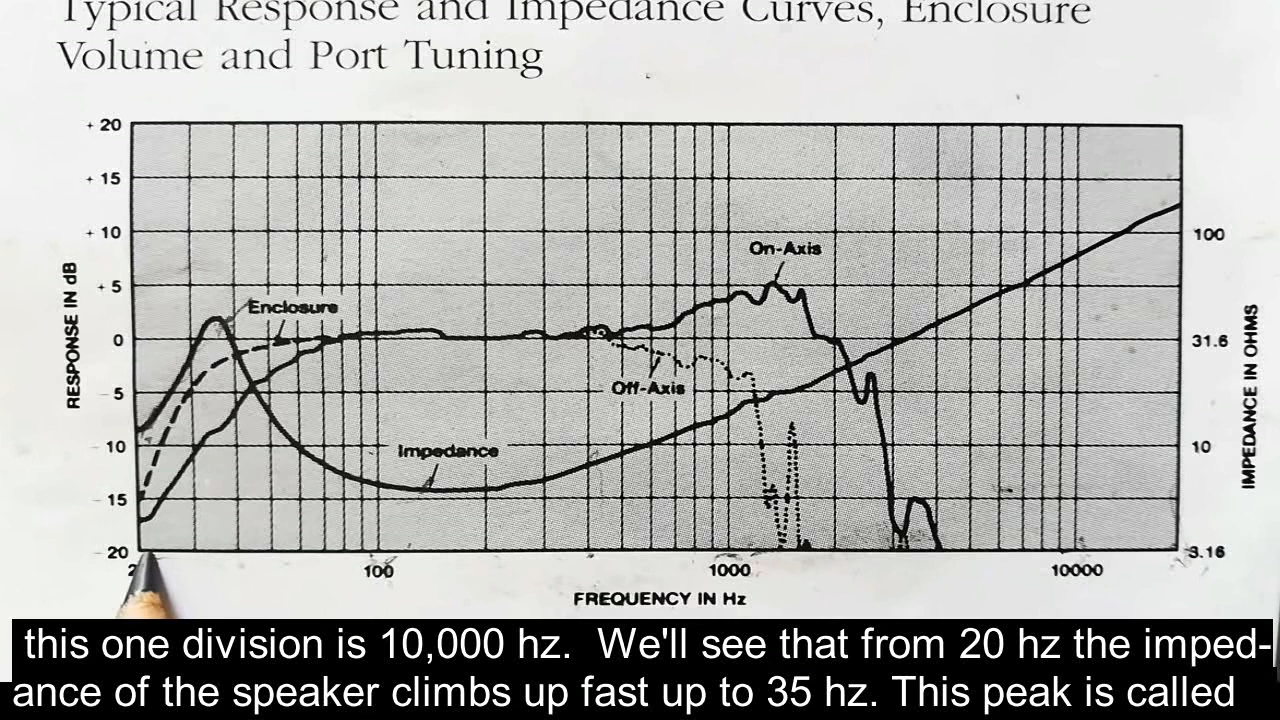 Typical Response and Impedance Curves, Enclosure
Volume and Port Tuning
+ 20
+ 15
+ 10
+ 5
0
- 5
- 10
- 15
- 20
RESPONSE IN dB
Enclosure
On-Axis
Off-Axis
Impedance
100
31.6
10
3.16
IMPEDANCE IN OHMS
100
1000
10000
FREQUENCY IN Hz
this one division is 10,000 hz. We'll see that from 20 hz the imped-
ance of the speaker climbs up fast up to 35 hz. This peak is called